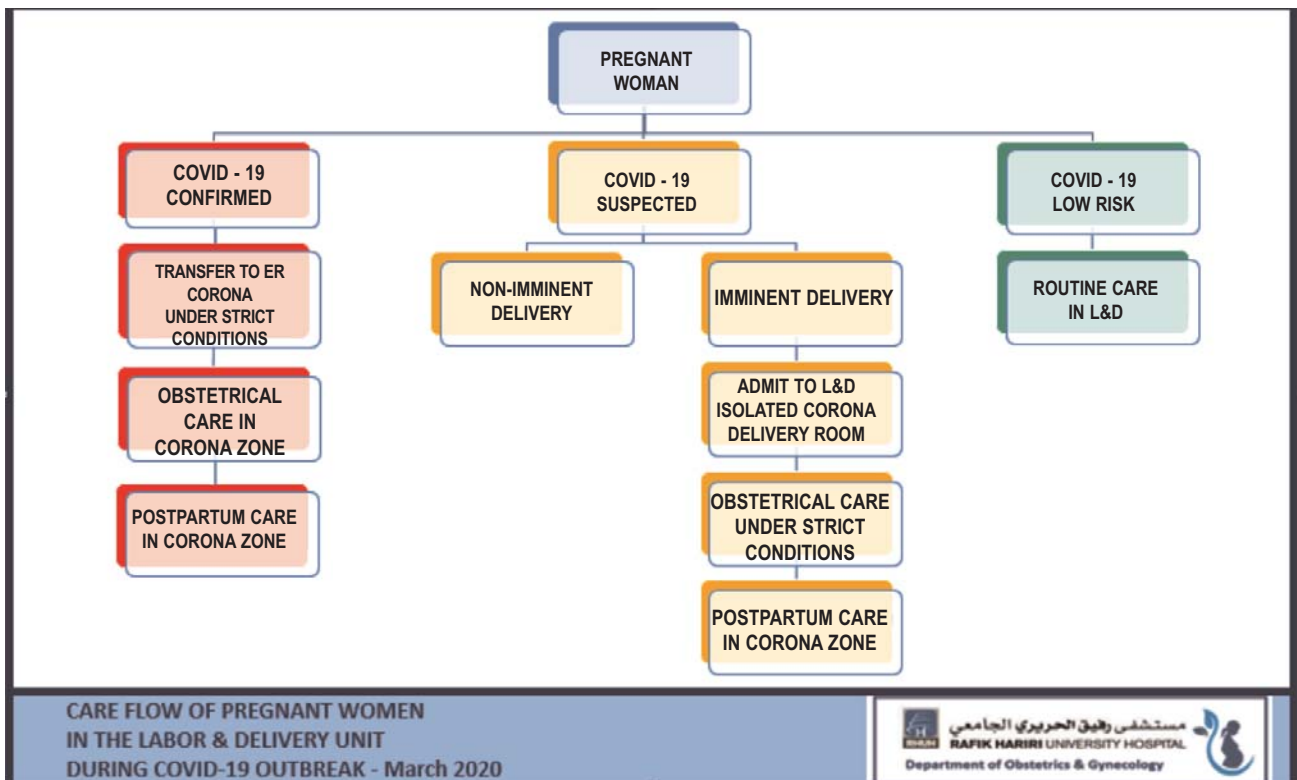 PREGNANT
WOMAN
COVID - 19
CONFIRMED
TRANSFER TO ER
CORONA
UNDER STRICT
CONDITIONS
OBSTETRICAL
CARE IN
CORONA ZONE
POSTPARTUM CARE
IN CORONA ZONE
COVID - 19
SUSPECTED
NON-IMMINENT
DELIVERY
IMMINENT DELIVERY
ADMIT TO L&D
ISOLATED CORONA
DELIVERY ROOM
OBSTETRICAL CARE
UNDER STRICT
CONDITIONS
POSTPARTUM CARE
IN CORONA ZONE
COVID - 19
LOW RISK
ROUTINE CARE
IN L&D
CARE FLOW OF PREGNANT WOMEN
IN THE LABOR & DELIVERY UNIT
DURING COVID-19 OUTBREAK - March 2020
RHUH
مستشفى رفيق الحريري الجامعي
RAFIK HARIRI UNIVERSITY HOSPITAL
Department of Obstetrics & Gynecology